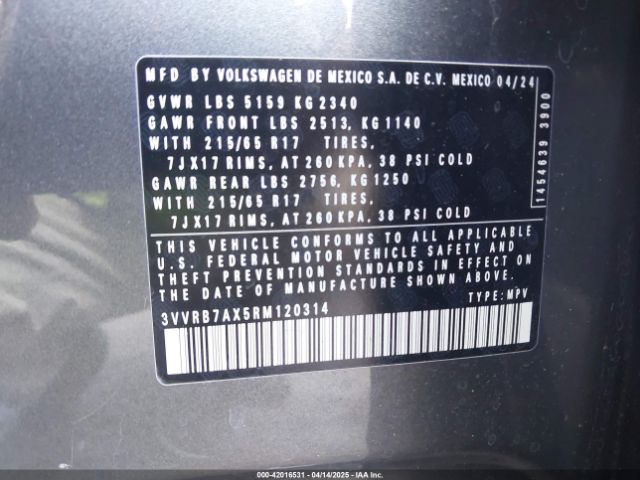 MFD BY VOLKSWAGEN DE MEXICO S.A. DE C.V. MEXICO 04/24
GVWR LBS 5159 KG 2340
GAWR FRONT LBS 2513, KG 1140
WITH 215/65 R17 TIRES,
7JX17 RIMS, AT 260 KPA, 38 PSI COLD
GAWR REAR LBS 2756, KG 1250
WITH 215/65 R17 TIRES,
7JX17 RIMS, AT 260 KPA, 38 PSI COLD
THIS VEHICLE CONFORMS TO ALL APPLICABLE
U.S. FEDERAL MOTOR VEHICLE SAFETY AND
THEFT PREVENTION STANDARDS IN EFFECT ON
THE DATE OF MANUFACTURE SHOWN ABOVE.
3VVRB7AX5RM120314 TYPE: MPV
1454639 3900
000-42016531 - 04/14/2025 - IAAI Inc.